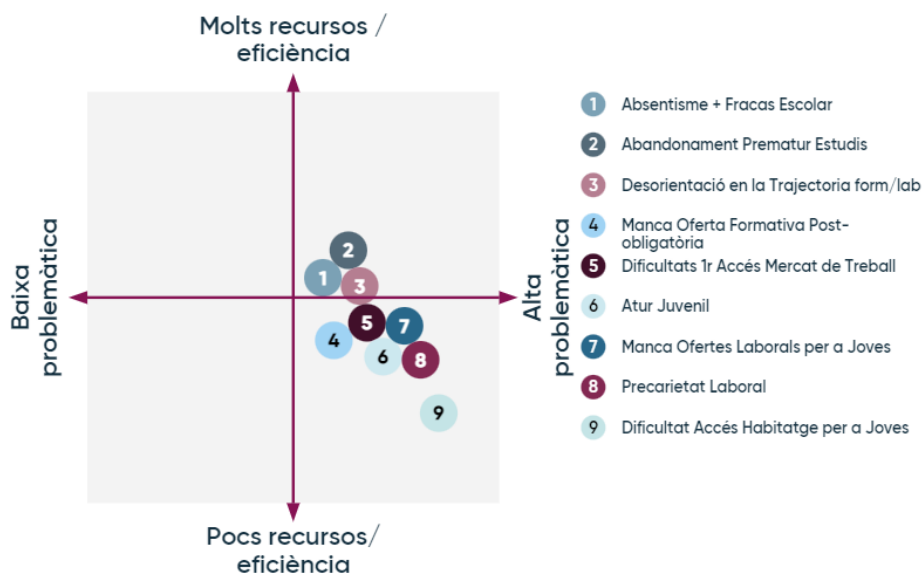 Molts recursos /
eficiència
Baixa
problemàtica
Alta
problemàtica
1
2
3
4
5
6
7
8
9
Pocs recursos/
eficiència
1 Absentisme + Fracas Escolar
2 Abandonament Prematur Estudis
3 Desorientació en la Trajectoria form/lab
4 Manca Oferta Formativa Post-
obligatòria
5 Dificultats 1r Accés Mercat de Treball
6 Atur Juvenil
7 Manca Ofertes Laborals per a Joves
8 Precarietat Laboral
9 Dificultat Accés Habitatge per a Joves